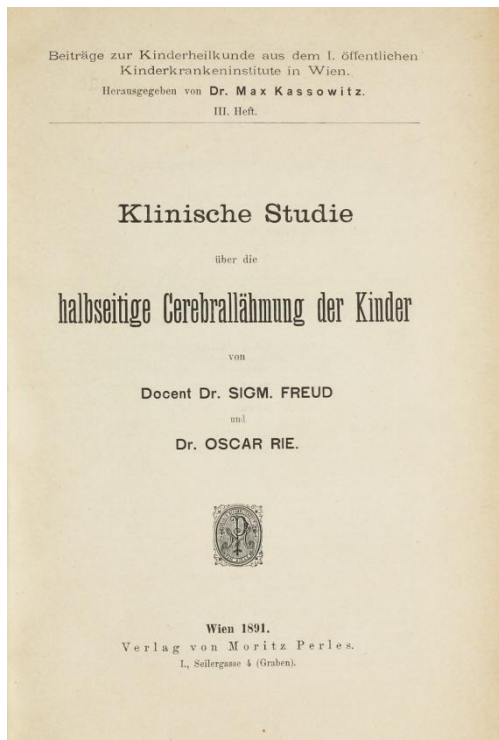 Beiträge zur Kinderheilkunde aus dem I. öffentlichen
Kinderkrankeninstitute in Wien.
Herausgegeben von Dr. Max Kassowitz.
III. Heft.
Klinische Studie
über die
halbseitige Cerebrallähmung der Kinder
von
Docent Dr. SIGM. FREUD
und
Dr. OSCAR RIE.
Wien 1891.
Verlag von Moritz Perles.
I., Seilergasse 4 (Graben).